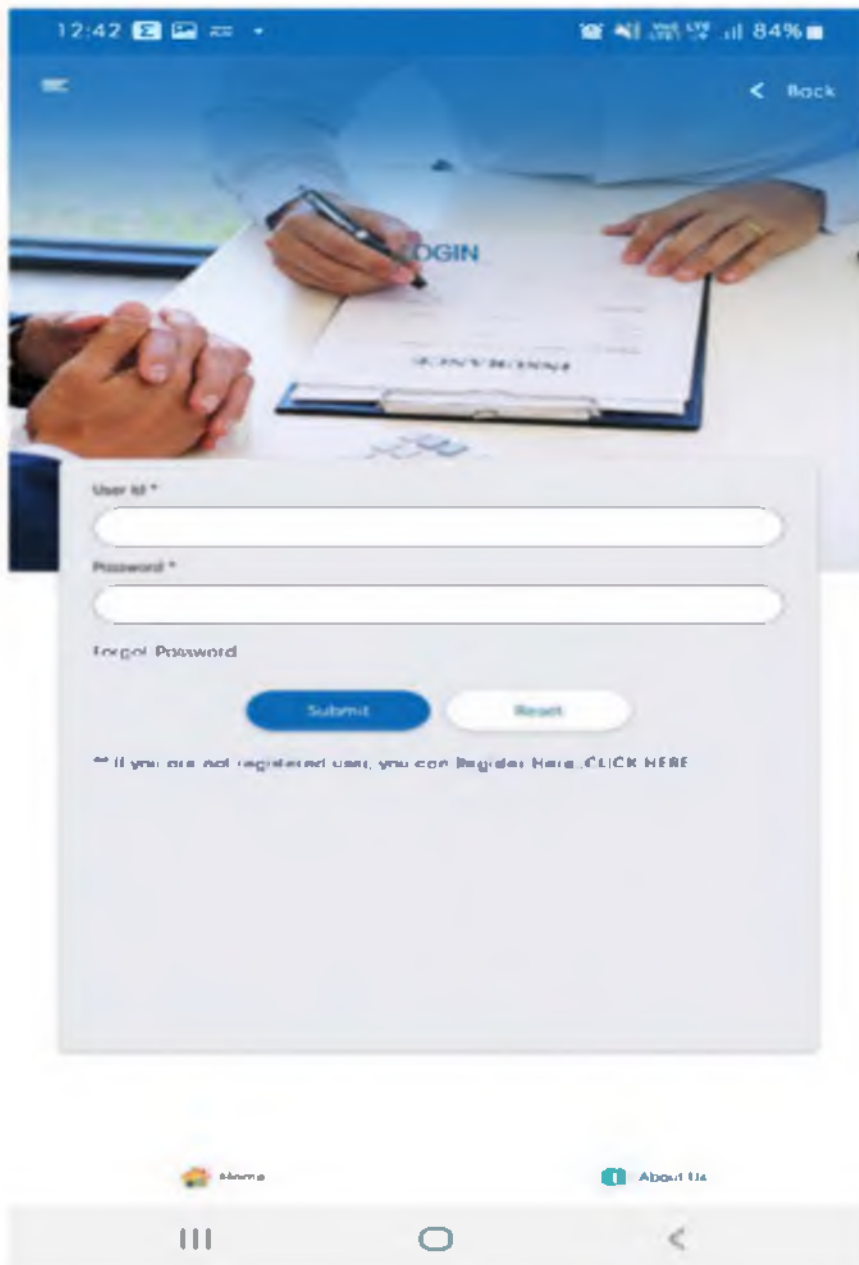 12:42
84%
Back
LOGIN
INSURANCE
User Id *
Password *
Forgot Password
Submit Reset
** If you are not registered user, you can Register Here..CLICK HERE
Home About Us